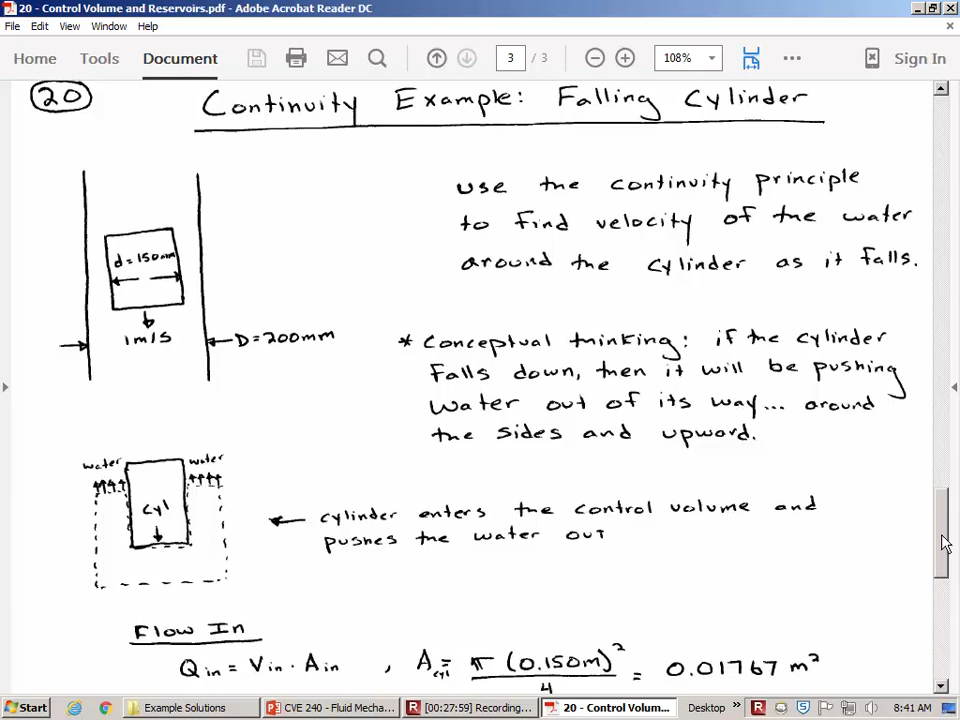 20 - Control Volume and Reservoirs.pdf - Adobe Acrobat Reader DC
File Edit View Window Help
Home Tools Document 3 / 3 108% Sign In
20
Continuity Example: Falling Cylinder
use the continuity principle
to find velocity of the water
around the cylinder as it falls.
d=150mm
1m/s
D=200mm
* Conceptual thinking: if the cylinder
falls down, then it will be pushing
water out of its way... around
the sides and upward.
water water
cyl
cylinder enters the control volume and
pushes the water out
Flow In
Qin = Vin · Ain , Acyl = π (0.150m)² / 4 = 0.01767 m²
Start Example Solutions CVE 240 - Fluid Mecha... [00:27:59] Recording... 20 - Control Volum... Desktop » 8:41 AM